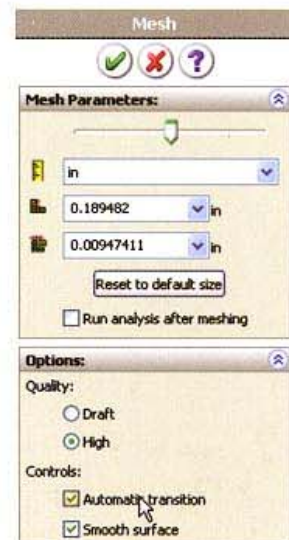 Mesh
?
Mesh Parameters:
in
0.189482 in
0.00947411 in
Reset to default size
Run analysis after meshing
Options:
Quality:
Draft
High
Controls:
Automatic transition
Smooth surface